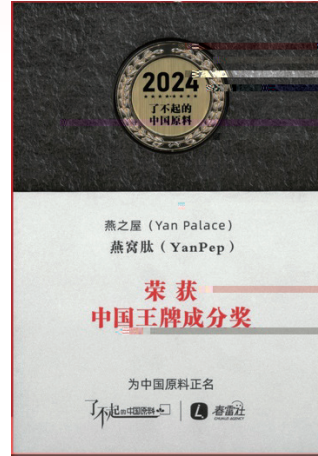 2024
了不起的
中国原料
燕之屋（Yan Palace）
燕窝肽（YanPep）
荣获
中国王牌成分奖
为中国原料正名
了不起的中国原料
春雷社